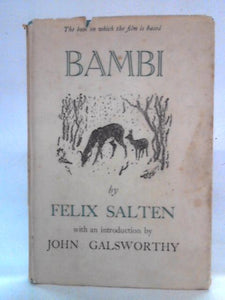 The book on which the film is based
BAMBI
by
FELIX SALTEN
with an introduction by
JOHN GALSWORTHY